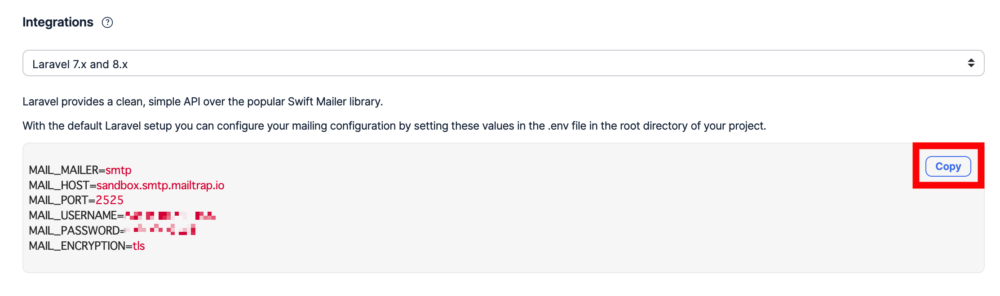 Integrations ?
Laravel 7.x and 8.x
Laravel provides a clean, simple API over the popular Swift Mailer library.
With the default Laravel setup you can configure your mailing configuration by setting these values in the .env file in the root directory of your project.
Copy
MAIL_MAILER=smtp
MAIL_HOST=sandbox.smtp.mailtrap.io
MAIL_PORT=2525
MAIL_USERNAME=
MAIL_PASSWORD=
MAIL_ENCRYPTION=tls